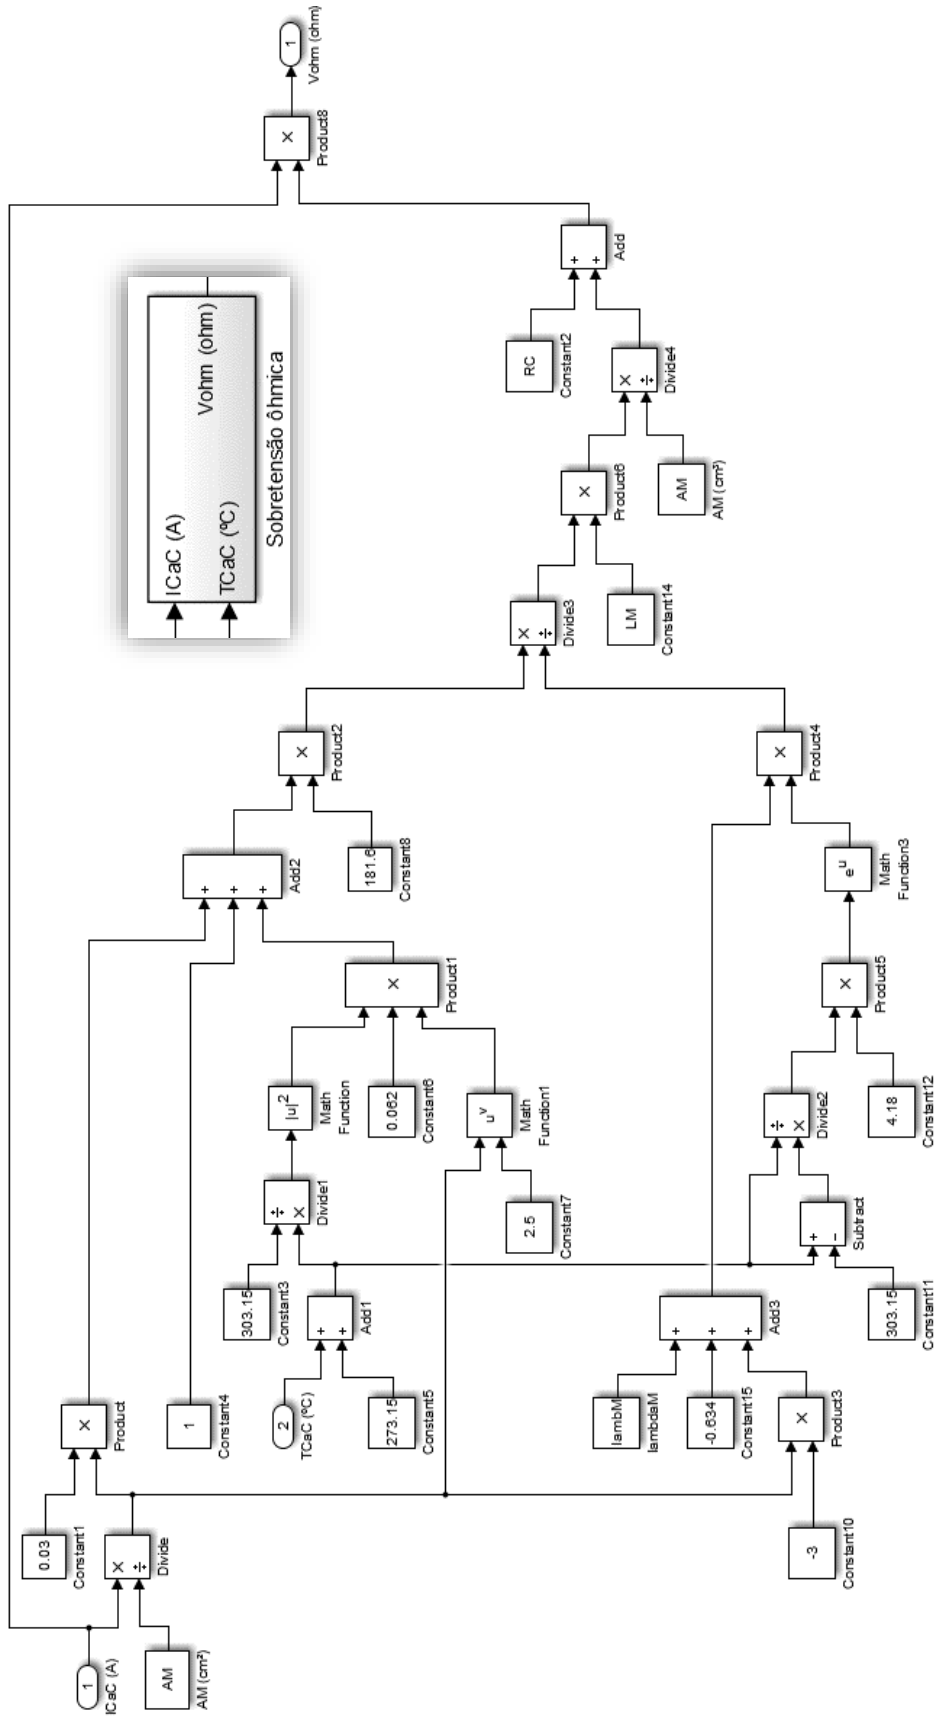 1
ICaC (A)
AM
AM (cm²)
0.03
Constant1
×
÷
Divide
×
Product
1
Constant4
2
TCaC (ºC)
273.15
Constant5
303.15
Constant3
+
+
Add1
÷
×
Divide1
|u|²
Math
Function
0.062
Constant6
2.5
Constant7
uᵛ
Math
Function1
×
Product1
+
+
+
Add2
181.6
Constant8
×
Product2
-3
Constant10
×
Product3
lambM
lambdaM
-0.634
Constant15
+
+
+
Add3
303.15
Constant11
+
-
Subtract
÷
×
Divide2
4.18
Constant12
×
Product5
eᵘ
Math
Function3
×
Product4
×
÷
Divide3
LM
Constant14
×
Product6
AM
AM (cm²)
×
÷
Divide4
RC
Constant2
+
+
Add
×
Product8
1
Vohm (ohm)
ICaC (A)
TCaC (ºC)
Vohm (ohm)
Sobretensão ôhmica